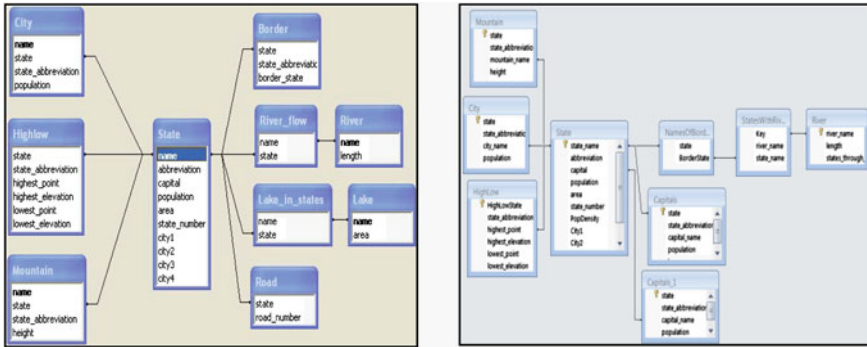 City
name
state
state_abbreviation
population
Highlow
state
state_abbreviation
highest_point
highest_elevation
lowest_point
lowest_elevation
Mountain
name
state
state_abbreviation
height
State
name
abbreviation
capital
population
area
state_number
city1
city2
city3
city4
Border
state
state_abbreviatic
border_state
River_flow
name
state
River
name
length
Lake_in_states
name
state
Lake
name
area
Road
state
road_number
Mountain
state
state_abbreviatio
mountain_name
height
City
state
state_abbreviatic
city_name
population
HighLow
HighLowState
state_abbreviation
highest_point
highest_elevation
lowest_point
lowest_elevation
State
state_name
abbreviation
capital
population
area
state_number
PopDensity
City1
City2
NamesOfBord...
state
BorderState
StatesWithRiv...
Key
river_name
state_name
River
river_name
length
states_through_
Capitals
state
state_abbreviation
capital_name
population
Capitals_1
state
state_abbreviation
capital_name
population